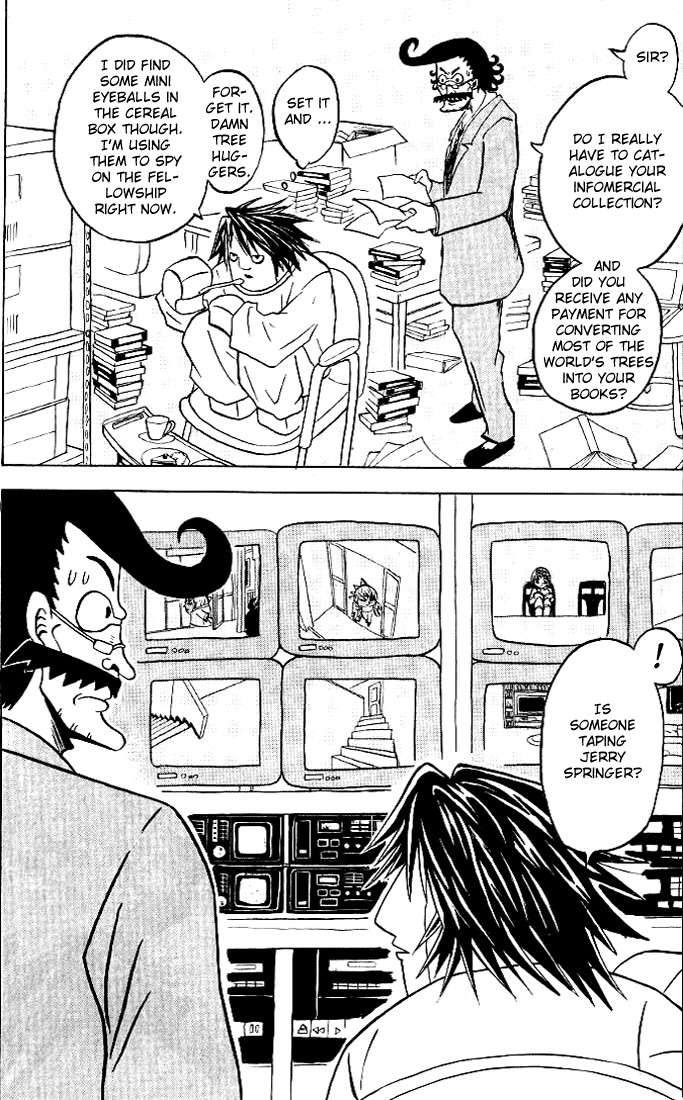 SIR?
DO I REALLY
HAVE TO CAT-
ALOGUE YOUR
INFOMERCIAL
COLLECTION?
AND
DID YOU
RECEIVE ANY
PAYMENT FOR
CONVERTING
MOST OF THE
WORLD'S TREES
INTO YOUR
BOOKS?
SET IT
AND ...
FOR-
GET IT.
DAMN
TREE
HUG-
GERS.
I DID FIND
SOME MINI
EYEBALLS IN
THE CEREAL
BOX THOUGH.
I'M USING
THEM TO SPY
ON THE FEL-
LOWSHIP
RIGHT NOW.
!
IS
SOMEONE
TAPING
JERRY
SPRINGER?